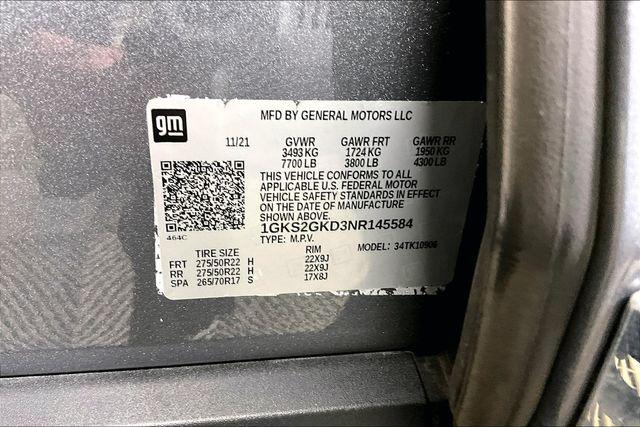 gm
MFD BY GENERAL MOTORS LLC
11/21 GVWR GAWR FRT GAWR RR
3493 KG 1724 KG 1950 KG
7700 LB 3800 LB 4300 LB
THIS VEHICLE CONFORMS TO ALL
APPLICABLE U.S. FEDERAL MOTOR
VEHICLE SAFETY STANDARDS IN EFFECT
ON THE DATE OF MANUFACTURE
SHOWN ABOVE.
1GKS2GKD3NR145584
TYPE: M.P.V. MODEL: 34TK10906
464C
TIRE SIZE RIM
FRT 275/50R22 H 22X9J
RR 275/50R22 H 22X9J
SPA 265/70R17 S 17X8J